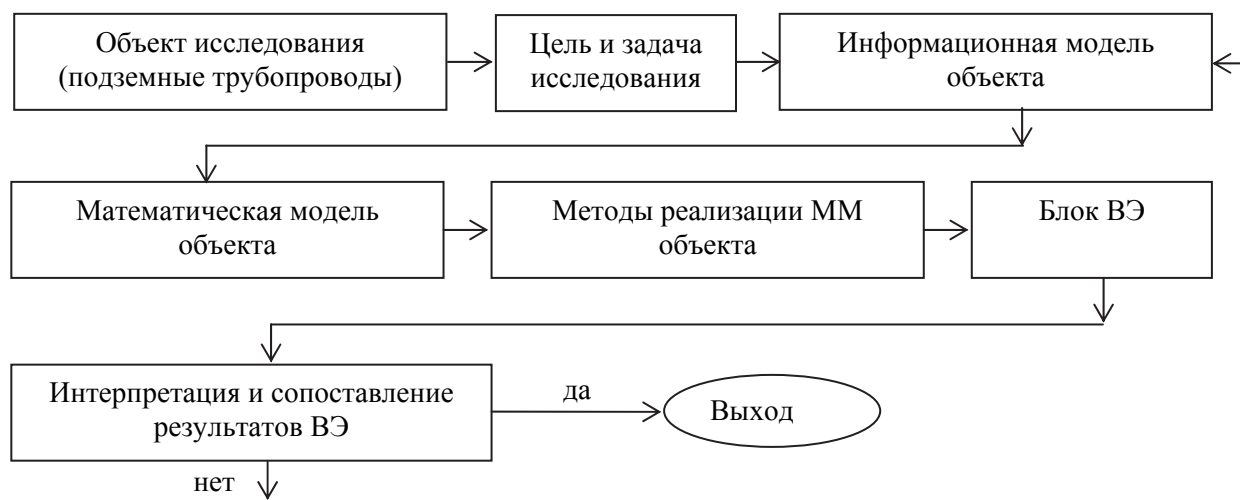 Объект исследования
(подземные трубопроводы)
Цель и задача
исследования
Информационная модель
объекта
Математическая модель
объекта
Методы реализации ММ
объекта
Блок ВЭ
Интерпретация и сопоставление
результатов ВЭ
да
Выход
нет